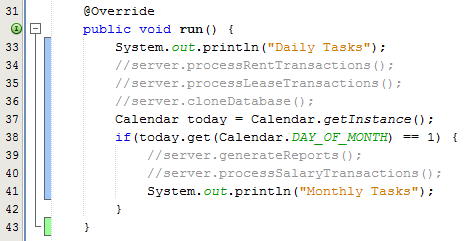 31 @Override
public void run() {
33 System.out.println("Daily Tasks");
34 //server.processRentTransactions();
35 //server.processLeaseTransactions();
36 //server.cloneDatabase();
37 Calendar today = Calendar.getInstance();
38 if(today.get(Calendar.DAY_OF_MONTH) == 1) {
39 //server.generateReports();
40 //server.processSalaryTransactions();
41 System.out.println("Monthly Tasks");
42 }
43 }